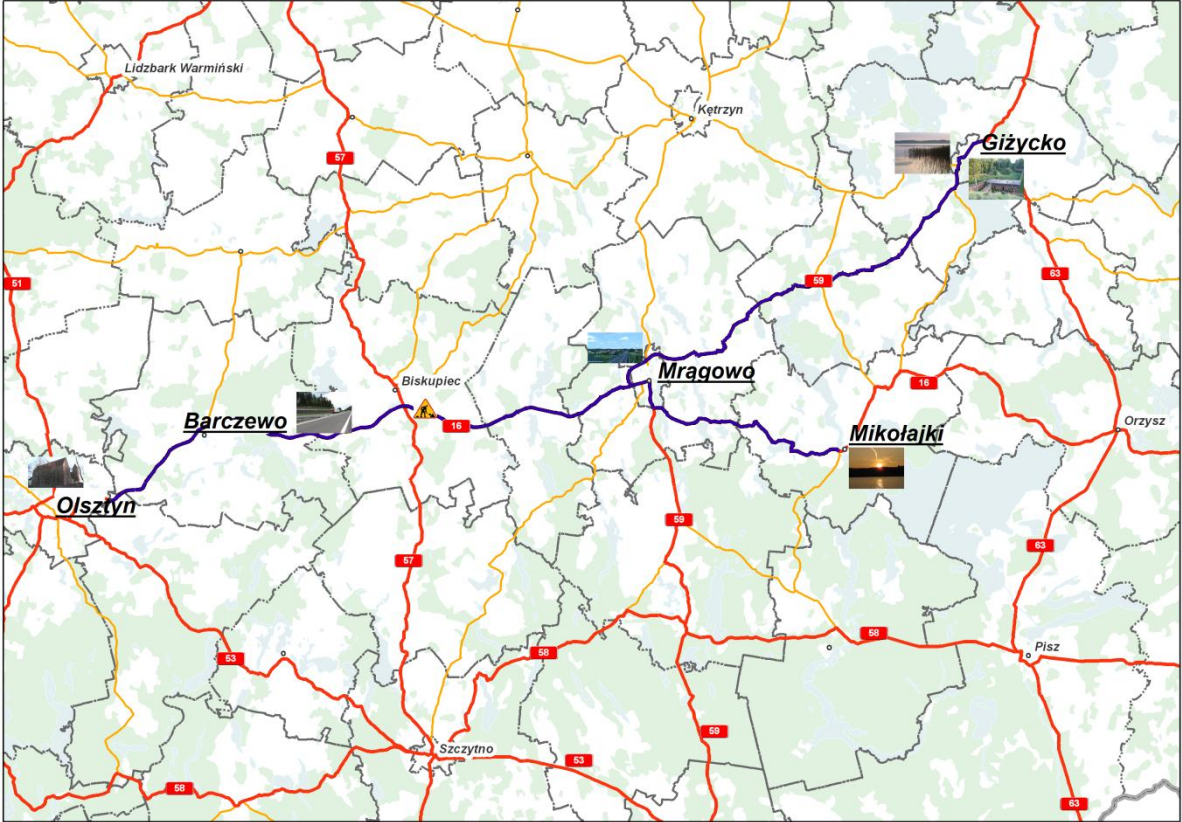 Lidzbark Warmiński
Kętrzyn
Giżycko
57
51
59
63
Mrągowo
Biskupiec
16
Barczewo
16
Orzysz
Mikołajki
Olsztyn
59
63
57
53
58
58
Pisz
59
Szczytno
53
58
63